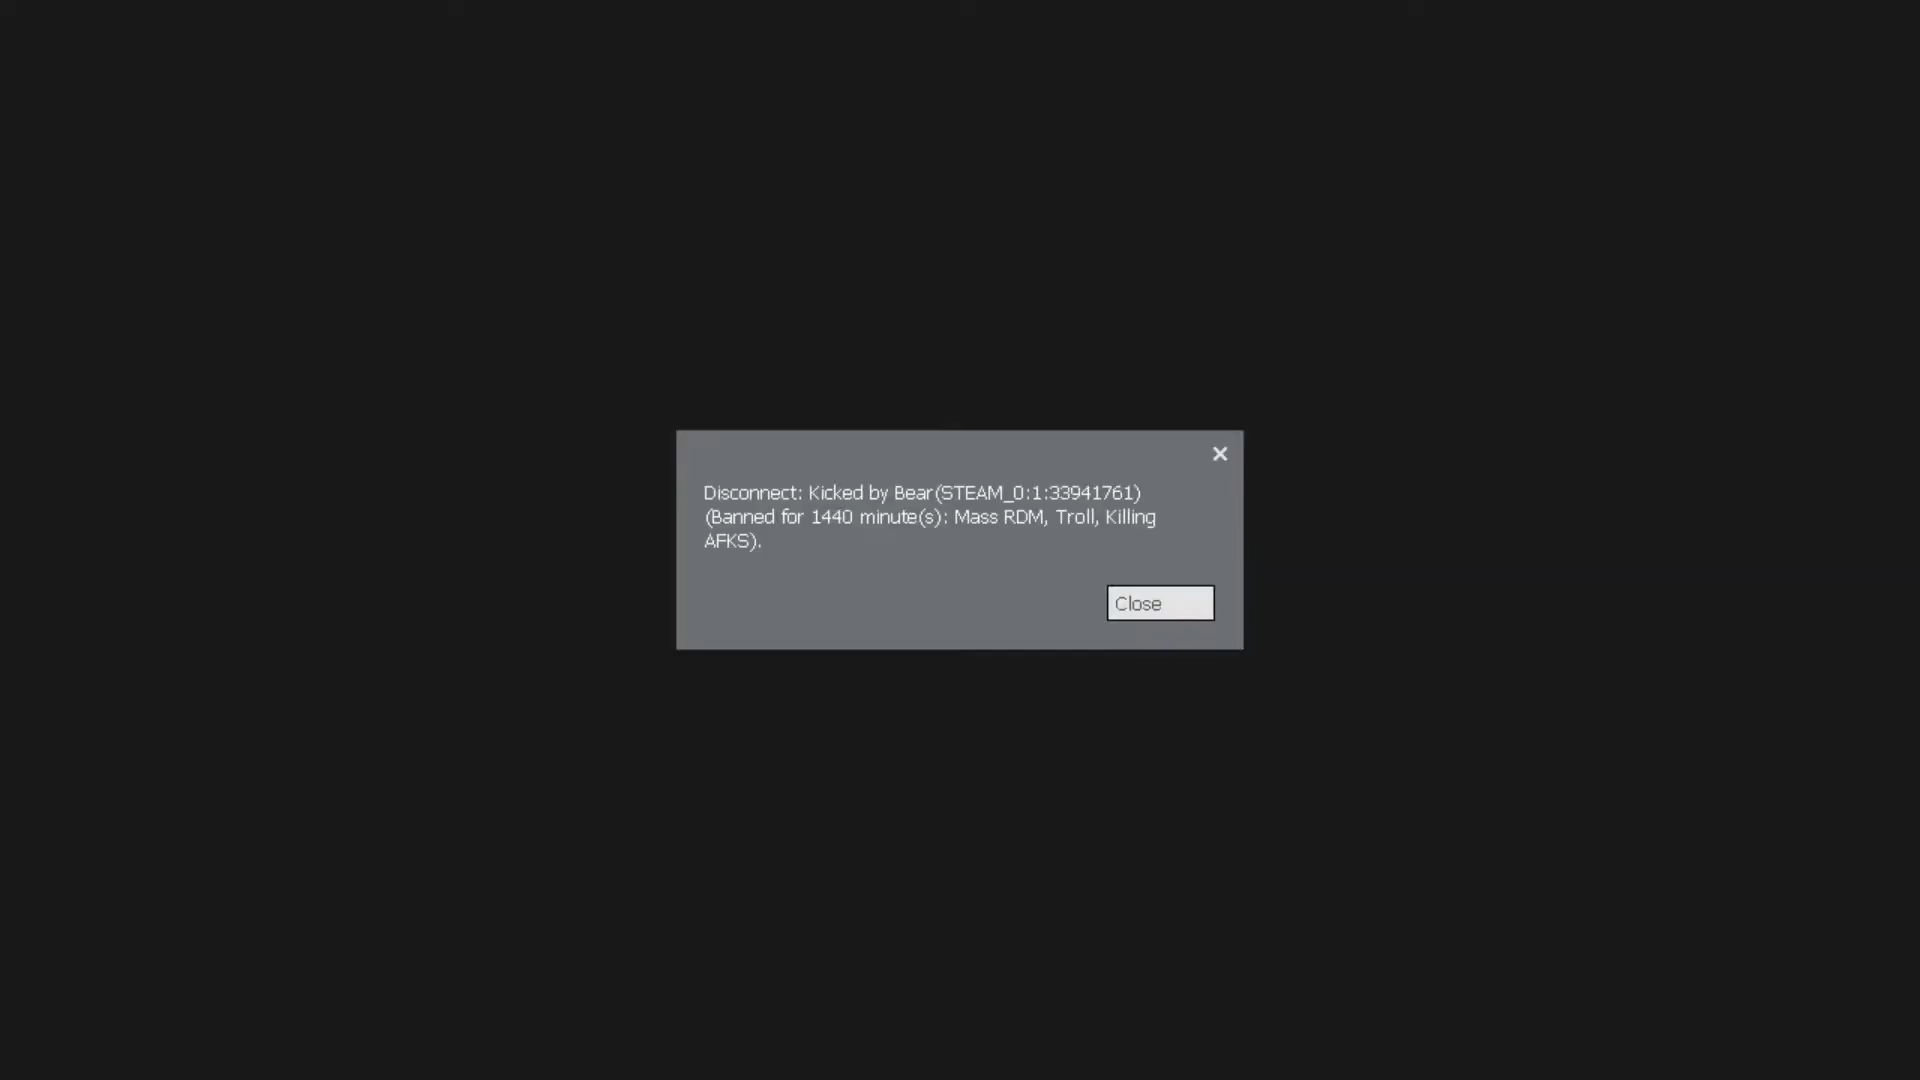 Disconnect: Kicked by Bear(STEAM_0:1:33941761)
(Banned for 1440 minute(s): Mass RDM, Troll, Killing
AFKS).
Close